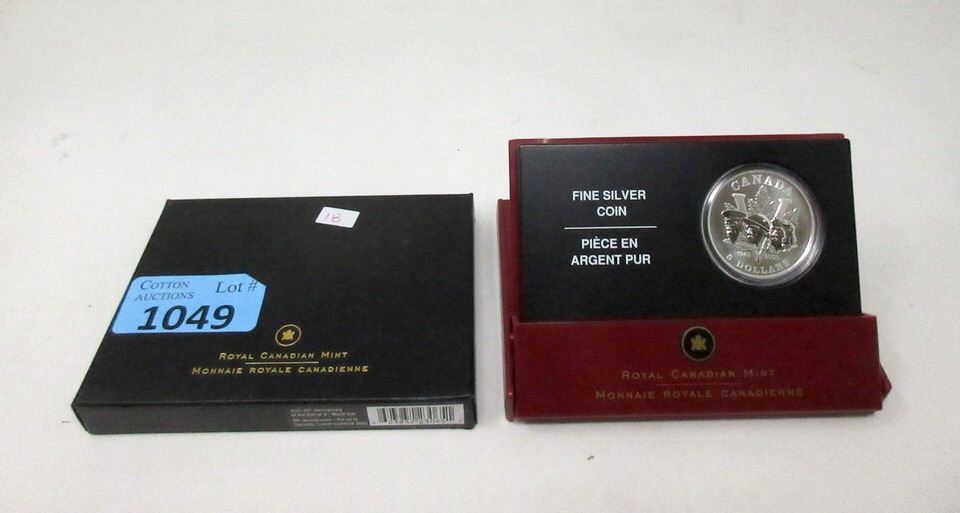 18
COTTON AUCTIONS Lot #
1049
ROYAL CANADIAN MINT
MONNAIE ROYALE CANADIENNE
FINE SILVER
COIN
PIÈCE EN
ARGENT PUR
CANADA
5 DOLLARS
ROYAL CANADIAN MINT
MONNAIE ROYALE CANADIENNE